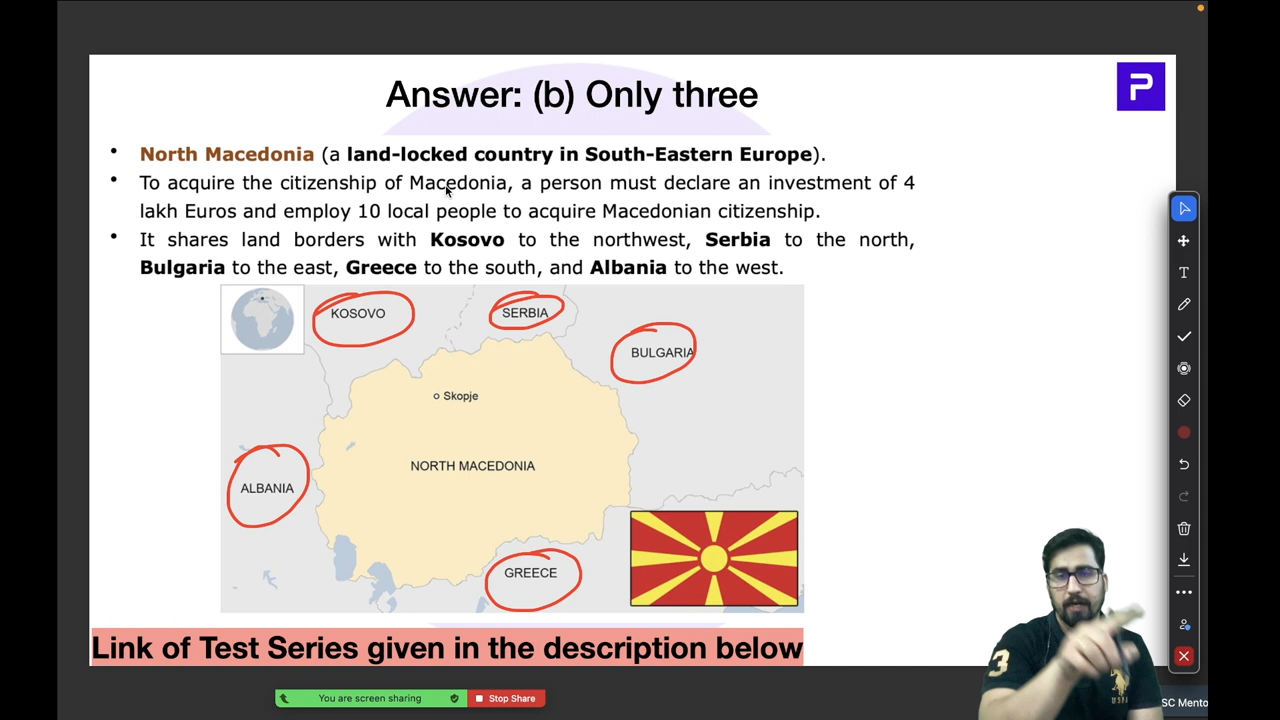 Answer: (b) Only three
P
• North Macedonia (a land-locked country in South-Eastern Europe).
• To acquire the citizenship of Macedonia, a person must declare an investment of 4
lakh Euros and employ 10 local people to acquire Macedonian citizenship.
• It shares land borders with Kosovo to the northwest, Serbia to the north,
Bulgaria to the east, Greece to the south, and Albania to the west.
KOSOVO
SERBIA
BULGARIA
Skopje
NORTH MACEDONIA
ALBANIA
GREECE
T
3
Link of Test Series given in the description below
You are screen sharing
Stop Share
SC Mento